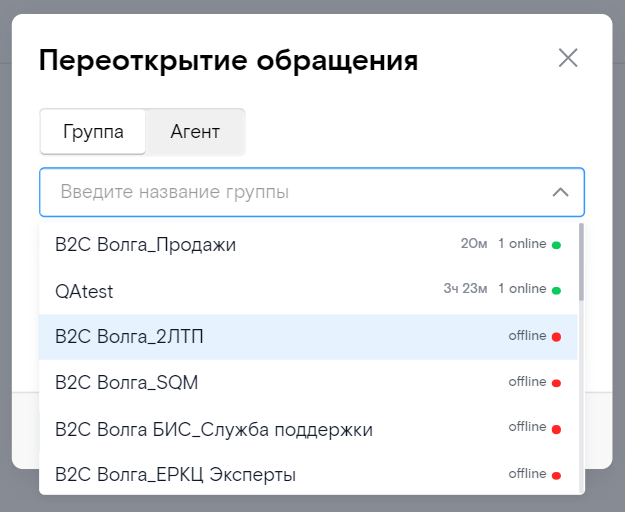 Переоткрытие обращения
Группа Агент
Введите название группы
B2C Волга_Продажи 20м 1 online
QAtest 3ч 23м 1 online
B2C Волга_2ЛТП offline
B2C Волга_SQM offline
B2C Волга БИС_Служба поддержки offline
B2C Волга_ЕРКЦ Эксперты offline